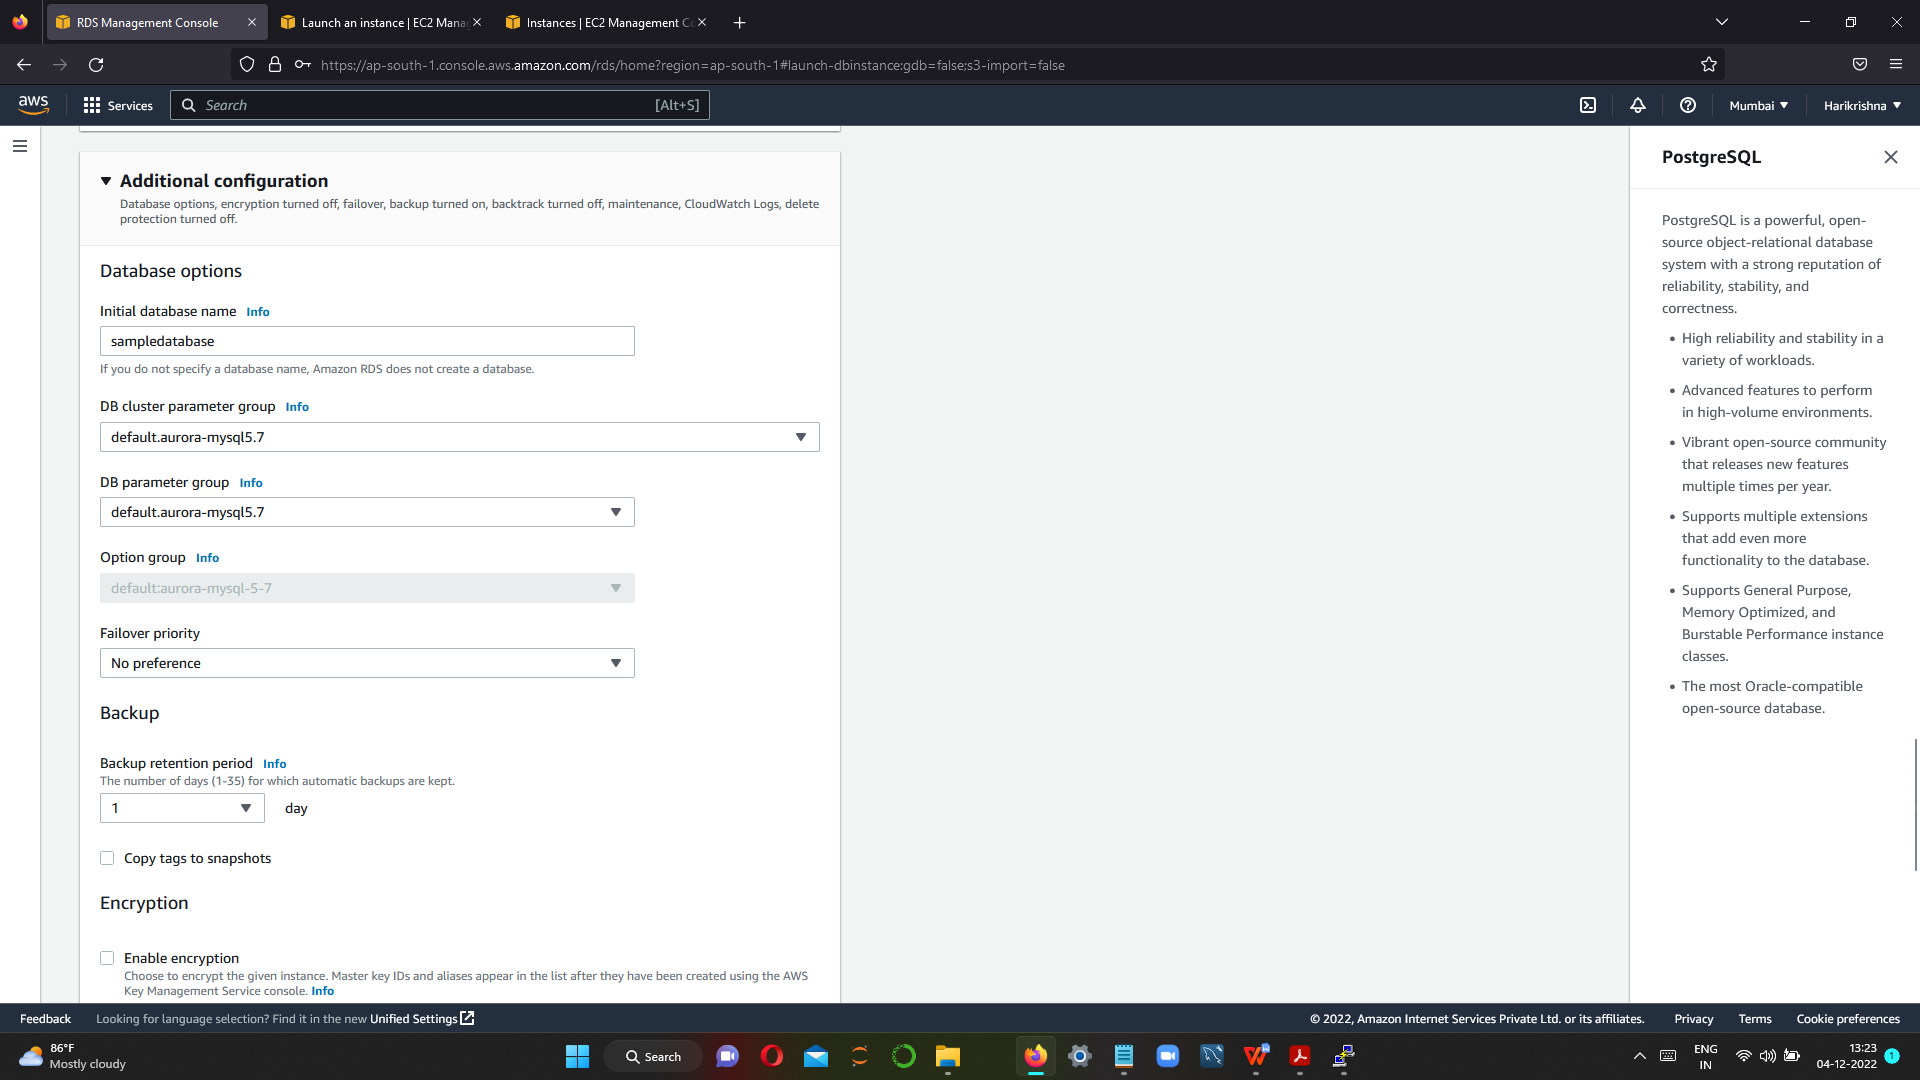 RDS Management Console
Launch an instance | EC2 Mana
Instances | EC2 Management Co
https://ap-south-1.console.aws.amazon.com/rds/home?region=ap-south-1#launch-dbinstance:gdb=false;s3-import=false
aws
Services
Search
[Alt+S]
Mumbai
Harikrishna
Additional configuration
Database options, encryption turned off, failover, backup turned on, backtrack turned off, maintenance, CloudWatch Logs, delete
protection turned off.
Database options
Initial database name Info
sampledatabase
If you do not specify a database name, Amazon RDS does not create a database.
DB cluster parameter group Info
default.aurora-mysql5.7
DB parameter group Info
default.aurora-mysql5.7
Option group Info
default:aurora-mysql-5-7
Failover priority
No preference
Backup
Backup retention period Info
The number of days (1-35) for which automatic backups are kept.
1 day
Copy tags to snapshots
Encryption
Enable encryption
Choose to encrypt the given instance. Master key IDs and aliases appear in the list after they have been created using the AWS
Key Management Service console. Info
PostgreSQL
PostgreSQL is a powerful, open-
source object-relational database
system with a strong reputation of
reliability, stability, and
correctness.
• High reliability and stability in a
variety of workloads.
• Advanced features to perform
in high-volume environments.
• Vibrant open-source community
that releases new features
multiple times per year.
• Supports multiple extensions
that add even more
functionality to the database.
• Supports General Purpose,
Memory Optimized, and
Burstable Performance instance
classes.
• The most Oracle-compatible
open-source database.
Feedback
Looking for language selection? Find it in the new Unified Settings
© 2022, Amazon Internet Services Private Ltd. or its affiliates.
Privacy
Terms
Cookie preferences
86°F
Mostly cloudy
Search
ENG
IN
13:23
04-12-2022
1